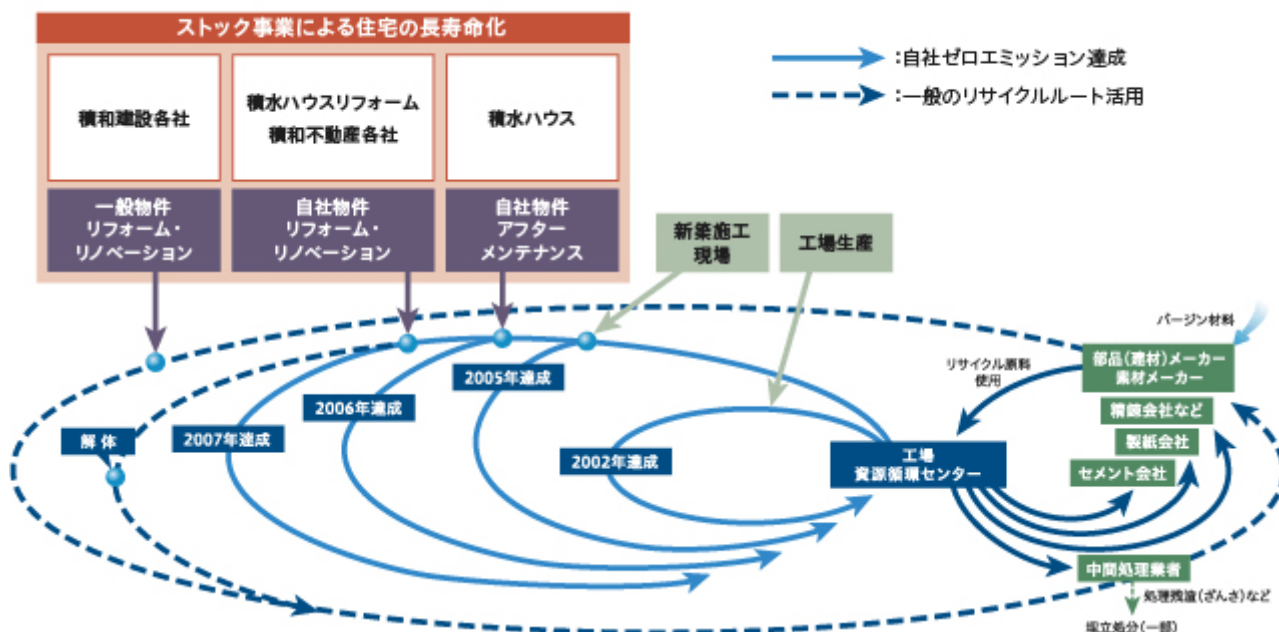 ストック事業による住宅の長寿命化
積和建設各社
積水ハウスリフォーム
積和不動産各社
積水ハウス
一般物件
リフォーム・
リノベーション
自社物件
リフォーム・
リノベーション
自社物件
アフター
メンテナンス
:自社ゼロエミッション達成
:一般のリサイクルルート活用
新築施工
現場
工場生産
バージン材料
部品(建材)メーカー
素材メーカー
リサイクル原料
使用
精錬会社など
製紙会社
セメント会社
2005年達成
2006年達成
2007年達成
2002年達成
解体
工場
資源循環センター
中間処理業者
処理残渣(ざんさ)など
埋立処分(一部)